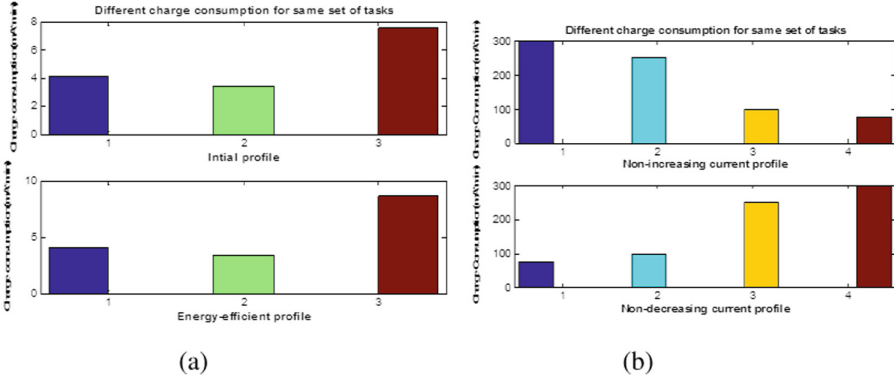 Different charge consumption for same set of tasks
8
6
4
2
0
1 2 3
Intial profile
10
5
0
1 2 3
Energy-efficient profile
(a)
Different charge consumption for same set of tasks
300
200
100
0
1 2 3 4
Non-increasing current profile
300
200
100
0
1 2 3 4
Non-decreasing current profile
(b)